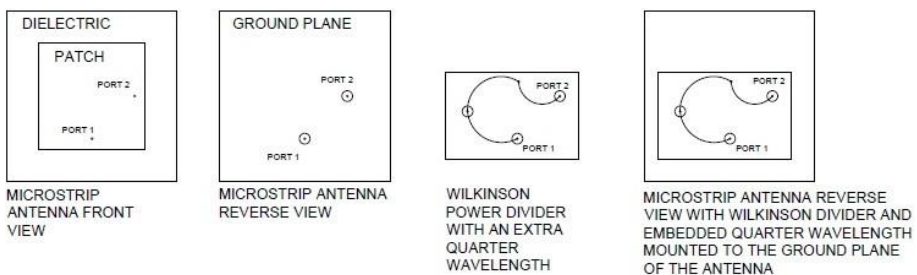 DIELECTRIC
PATCH
PORT 2
PORT 1
MICROSTRIP
ANTENNA FRONT
VIEW
GROUND PLANE
PORT 2
PORT 1
MICROSTRIP ANTENNA
REVERSE VIEW
PORT 2
PORT 1
WILKINSON
POWER DIVIDER
WITH AN EXTRA
QUARTER
WAVELENGTH
PORT 2
PORT 1
MICROSTRIP ANTENNA REVERSE
VIEW WITH WILKINSON DIVIDER AND
EMBEDDED QUARTER WAVELENGTH
MOUNTED TO THE GROUND PLANE
OF THE ANTENNA